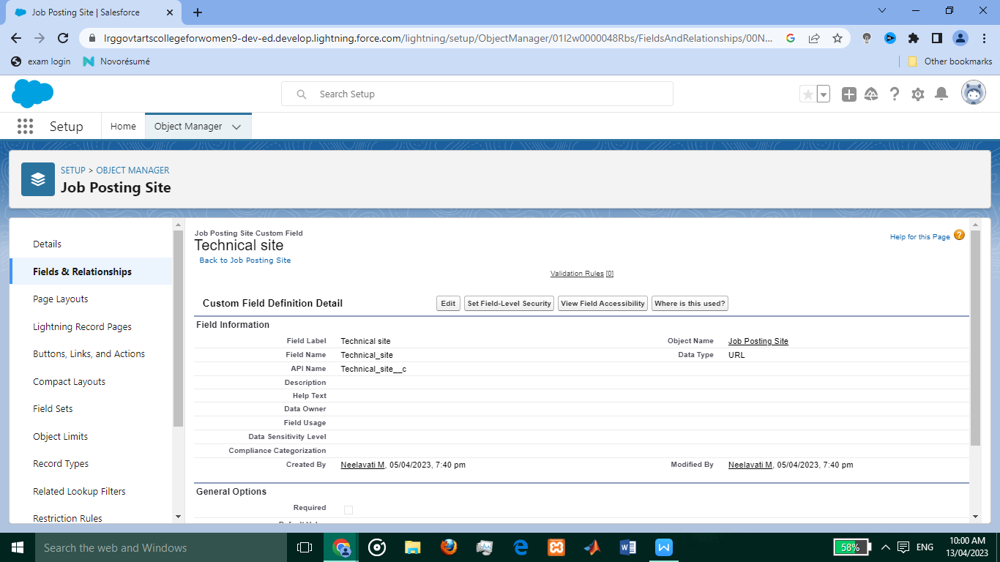 Job Posting Site | Salesforce
lrggovtartscollegeforwomen9-dev-ed.develop.lightning.force.com/lightning/setup/ObjectManager/01I2w0000048Rbs/FieldsAndRelationships/00N...
exam login
Novorésumé
Other bookmarks
Search Setup
Setup
Home
Object Manager
SETUP > OBJECT MANAGER
Job Posting Site
Details
Fields & Relationships
Page Layouts
Lightning Record Pages
Buttons, Links, and Actions
Compact Layouts
Field Sets
Object Limits
Record Types
Related Lookup Filters
Restriction Rules
Job Posting Site Custom Field
Technical site
Back to Job Posting Site
Help for this Page
Validation Rules [0]
Custom Field Definition Detail
Edit
Set Field-Level Security
View Field Accessibility
Where is this used?
Field Information
Field Label Technical site Object Name Job Posting Site
Field Name Technical_site Data Type URL
API Name Technical_site__c
Description
Help Text
Data Owner
Field Usage
Data Sensitivity Level
Compliance Categorization
Created By Neelavati M, 05/04/2023, 7:40 pm Modified By Neelavati M, 05/04/2023, 7:40 pm
General Options
Required
Search the web and Windows
58%
ENG
10:00 AM
13/04/2023